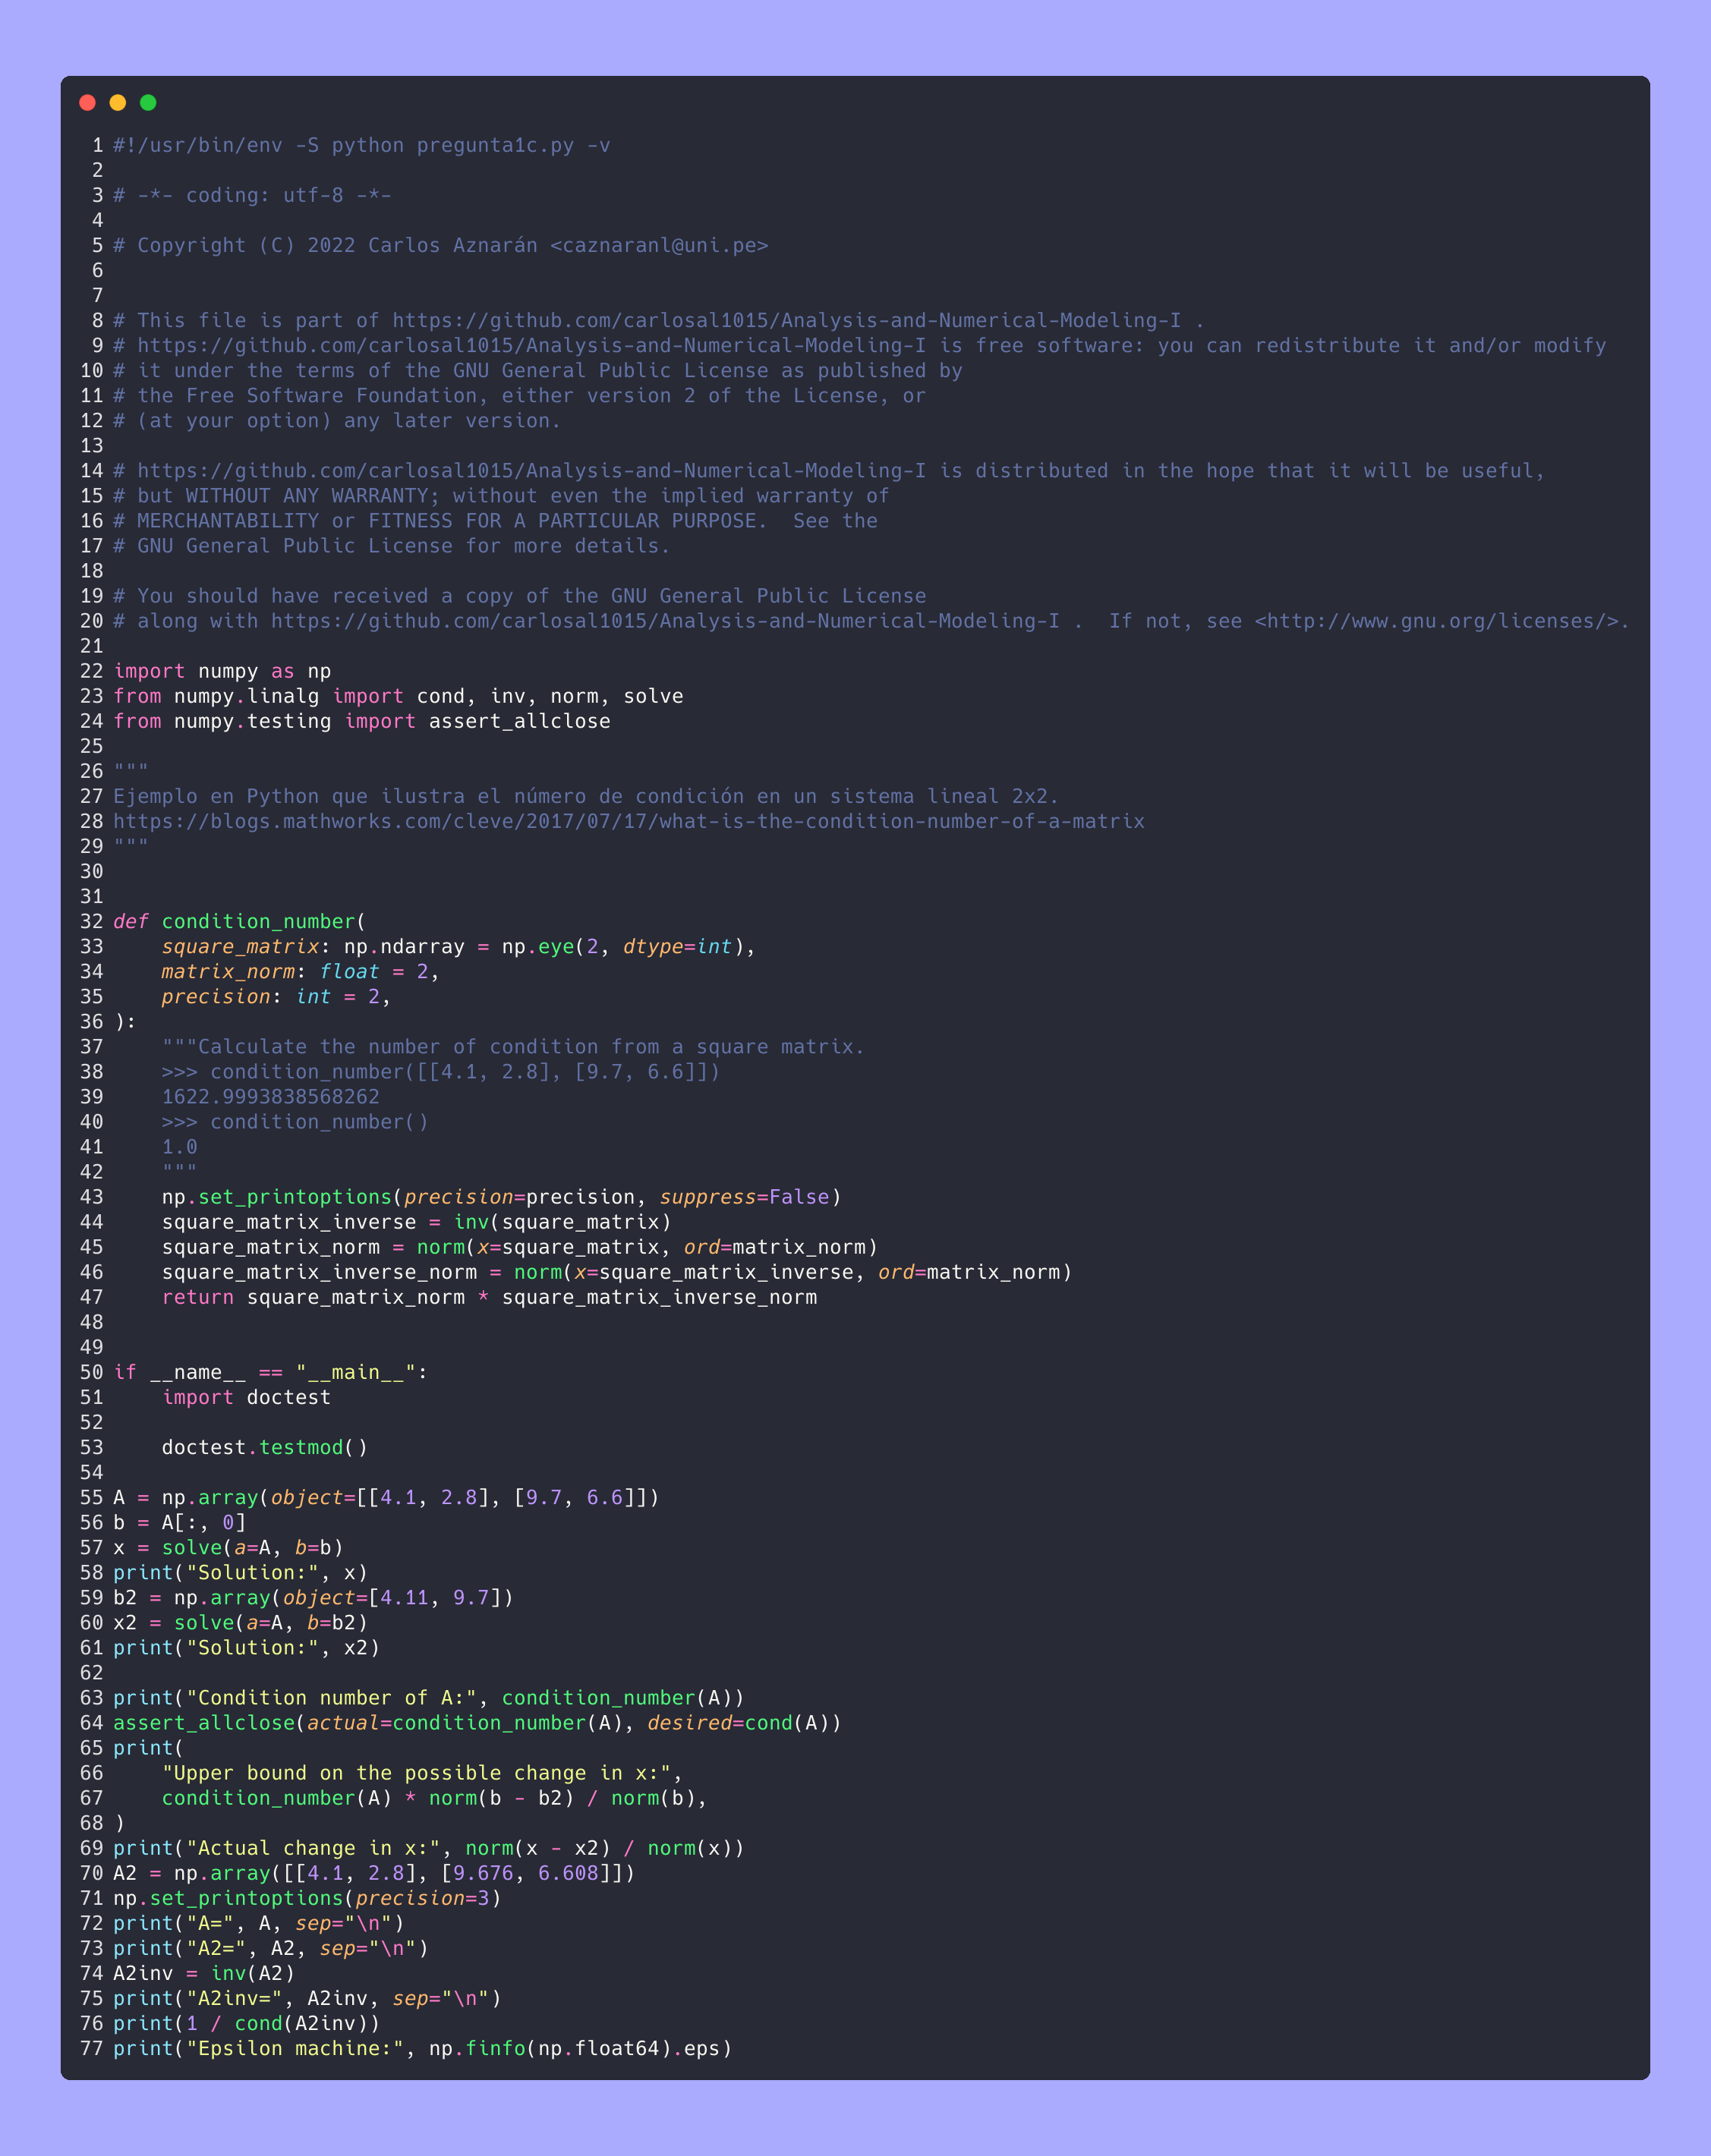 1 #!/usr/bin/env -S python pregunta1c.py -v
2
3 # -*- coding: utf-8 -*-
4
5 # Copyright (C) 2022 Carlos Aznarán <caznaranl@uni.pe>
6
7
8 # This file is part of https://github.com/carlosal1015/Analysis-and-Numerical-Modeling-I .
9 # https://github.com/carlosal1015/Analysis-and-Numerical-Modeling-I is free software: you can redistribute it and/or modify
10 # it under the terms of the GNU General Public License as published by
11 # the Free Software Foundation, either version 2 of the License, or
12 # (at your option) any later version.
13
14 # https://github.com/carlosal1015/Analysis-and-Numerical-Modeling-I is distributed in the hope that it will be useful,
15 # but WITHOUT ANY WARRANTY; without even the implied warranty of
16 # MERCHANTABILITY or FITNESS FOR A PARTICULAR PURPOSE.  See the
17 # GNU General Public License for more details.
18
19 # You should have received a copy of the GNU General Public License
20 # along with https://github.com/carlosal1015/Analysis-and-Numerical-Modeling-I .  If not, see <http://www.gnu.org/licenses/>.
21
22 import numpy as np
23 from numpy.linalg import cond, inv, norm, solve
24 from numpy.testing import assert_allclose
25
26 """
27 Ejemplo en Python que ilustra el número de condición en un sistema lineal 2x2.
28 https://blogs.mathworks.com/cleve/2017/07/17/what-is-the-condition-number-of-a-matrix
29 """
30
31
32 def condition_number(
33     square_matrix: np.ndarray = np.eye(2, dtype=int),
34     matrix_norm: float = 2,
35     precision: int = 2,
36 ):
37     """Calculate the number of condition from a square matrix.
38     >>> condition_number([[4.1, 2.8], [9.7, 6.6]])
39     1622.9993838568262
40     >>> condition_number()
41     1.0
42     """
43     np.set_printoptions(precision=precision, suppress=False)
44     square_matrix_inverse = inv(square_matrix)
45     square_matrix_norm = norm(x=square_matrix, ord=matrix_norm)
46     square_matrix_inverse_norm = norm(x=square_matrix_inverse, ord=matrix_norm)
47     return square_matrix_norm * square_matrix_inverse_norm
48
49
50 if __name__ == "__main__":
51     import doctest
52
53     doctest.testmod()
54
55 A = np.array(object=[[4.1, 2.8], [9.7, 6.6]])
56 b = A[:, 0]
57 x = solve(a=A, b=b)
58 print("Solution:", x)
59 b2 = np.array(object=[4.11, 9.7])
60 x2 = solve(a=A, b=b2)
61 print("Solution:", x2)
62
63 print("Condition number of A:", condition_number(A))
64 assert_allclose(actual=condition_number(A), desired=cond(A))
65 print(
66     "Upper bound on the possible change in x:",
67     condition_number(A) * norm(b - b2) / norm(b),
68 )
69 print("Actual change in x:", norm(x - x2) / norm(x))
70 A2 = np.array([[4.1, 2.8], [9.676, 6.608]])
71 np.set_printoptions(precision=3)
72 print("A=", A, sep="\n")
73 print("A2=", A2, sep="\n")
74 A2inv = inv(A2)
75 print("A2inv=", A2inv, sep="\n")
76 print(1 / cond(A2inv))
77 print("Epsilon machine:", np.finfo(np.float64).eps)